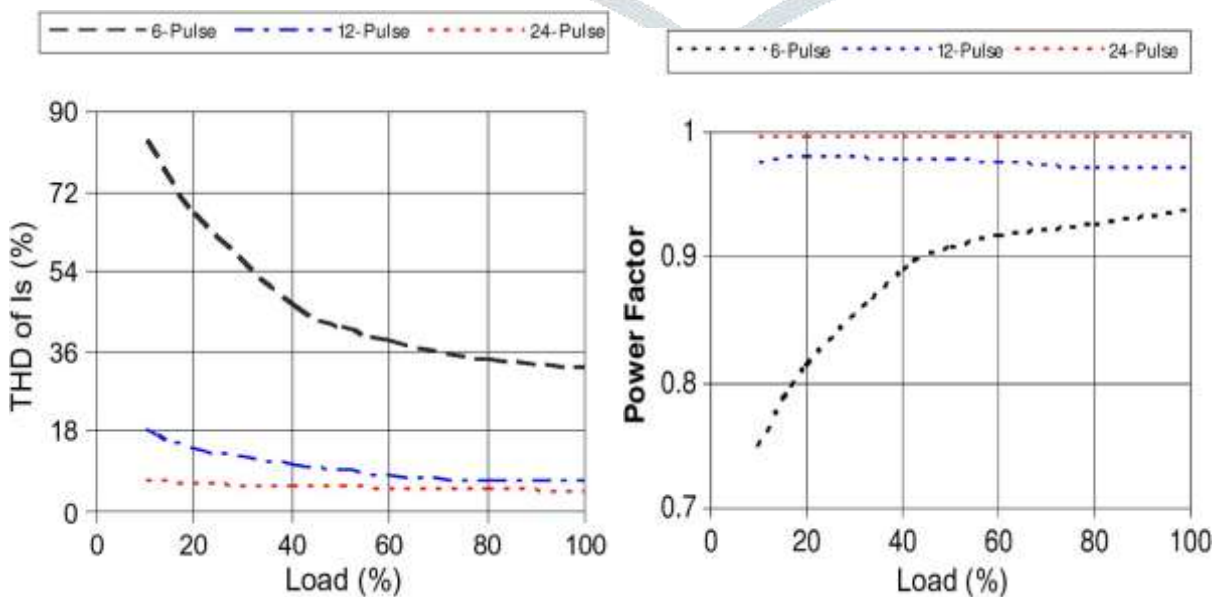 6-Pulse 12-Pulse 24-Pulse
90
72
54
36
18
0
THD of Is (%)
0 20 40 60 80 100
Load (%)
6-Pulse 12-Pulse 24-Pulse
1
0.9
0.8
0.7
Power Factor
0 20 40 60 80 100
Load (%)